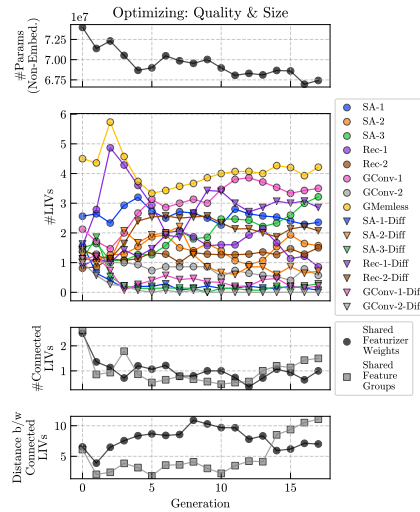 Optimizing: Quality & Size
1e7
7.25
7.00
6.75
#Params
(Non-Embed.)
6
5
4
3
2
1
0
#LIVs
SA-1
SA-2
SA-3
Rec-1
Rec-2
GConv-1
GConv-2
GMemless
SA-1-Diff
SA-2-Diff
SA-3-Diff
Rec-1-Diff
Rec-2-Diff
GConv-1-Diff
GConv-2-Diff
2
1
#Connected
LIVs
Shared
Featurizer
Weights
Shared
Feature
Groups
10
5
Distance b/w
Connected
LIVs
0
5
10
15
Generation